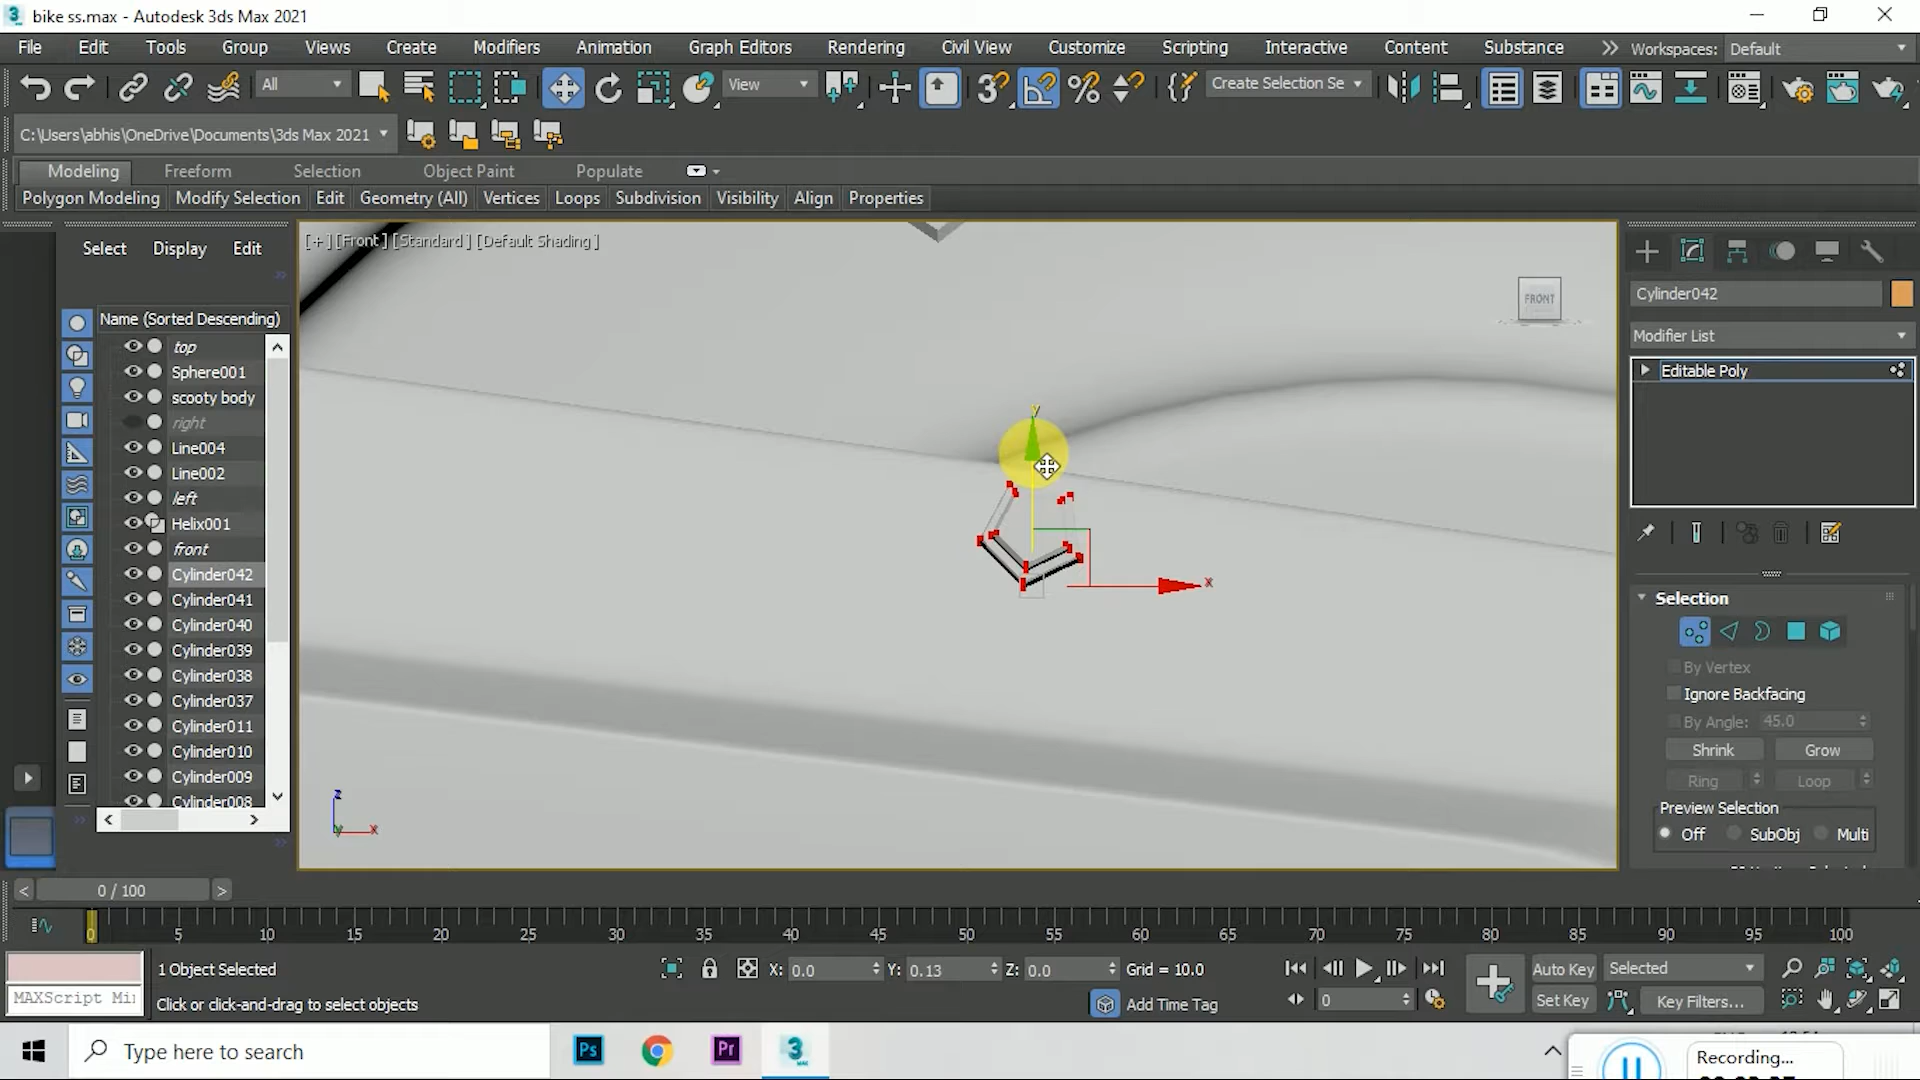 bike ss.max - Autodesk 3ds Max 2021
File Edit Tools Group Views Create Modifiers Animation Graph Editors Rendering Civil View Customize Scripting Interactive Content Substance Workspaces: Default
All View Create Selection Se
C:\Users\abhis\OneDrive\Documents\3ds Max 2021
Modeling Freeform Selection Object Paint Populate
Polygon Modeling Modify Selection Edit Geometry (All) Vertices Loops Subdivision Visibility Align Properties
Select Display Edit
Name (Sorted Descending)
top
Sphere001
scooty body
right
Line004
Line002
left
Helix001
front
Cylinder042
Cylinder041
Cylinder040
Cylinder039
Cylinder038
Cylinder037
Cylinder011
Cylinder010
Cylinder009
Cylinder008
[+] [Front] [Standard] [Default Shading]
FRONT
y
x
z
y x
Cylinder042
Modifier List
Editable Poly
Selection
By Vertex
Ignore Backfacing
By Angle: 45.0
Shrink Grow
Ring Loop
Preview Selection
Off SubObj Multi
0 / 100
0 5 10 15 20 25 30 35 40 45 50 55 60 65 70 75 80 85 90 95 100
1 Object Selected X: 0.0 Y: 0.13 Z: 0.0 Grid = 10.0 Auto Key Selected
MAXScript Mi Click or click-and-drag to select objects Add Time Tag 0 Set Key Key Filters...
Type here to search Ps Pr 3 Recording...